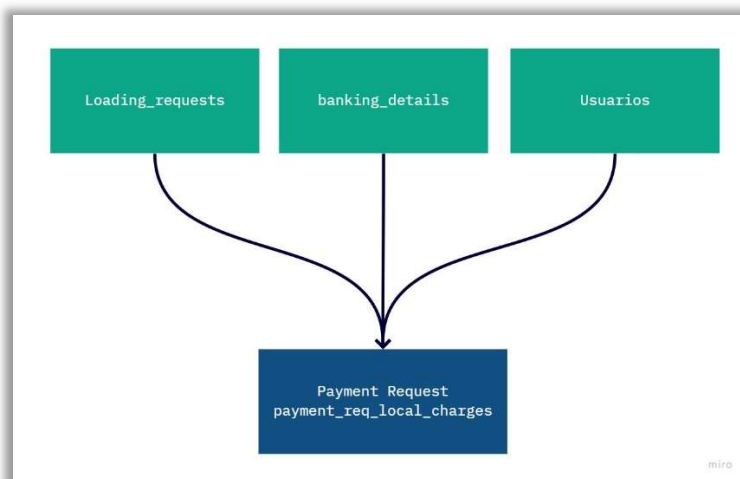 Loading_requests
banking_details
Usuarios
Payment Request
payment_req_local_charges
miro